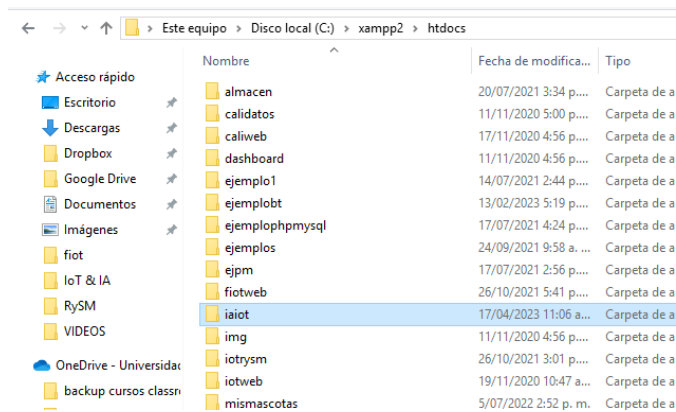 Este equipo > Disco local (C:) > xampp2 > htdocs
Nombre Fecha de modifica... Tipo
Acceso rápido
Escritorio
Descargas
Dropbox
Google Drive
Documentos
Imágenes
fiot
IoT & IA
RySM
VIDEOS
OneDrive - Universidad
backup cursos classr
almacen 20/07/2021 3:34 p.... Carpeta de a
calidatos 11/11/2020 5:00 p.... Carpeta de a
caliweb 17/11/2020 4:56 p.... Carpeta de a
dashboard 11/11/2020 4:56 p.... Carpeta de a
ejemplo1 14/07/2021 2:44 p.... Carpeta de a
ejemplobt 13/02/2023 5:19 p.... Carpeta de a
ejemplophpmysql 17/07/2021 4:24 p.... Carpeta de a
ejemplos 24/09/2021 9:58 a. ... Carpeta de a
ejpm 17/07/2021 2:56 p.... Carpeta de a
fiotweb 26/10/2021 5:41 p.... Carpeta de a
iaiot 17/04/2023 11:06 a... Carpeta de a
img 11/11/2020 4:56 p.... Carpeta de a
iotrysm 26/10/2021 3:01 p.... Carpeta de a
iotweb 19/11/2020 10:47 a... Carpeta de a
mismascotas 5/07/2022 2:52 p. m. Carpeta de a